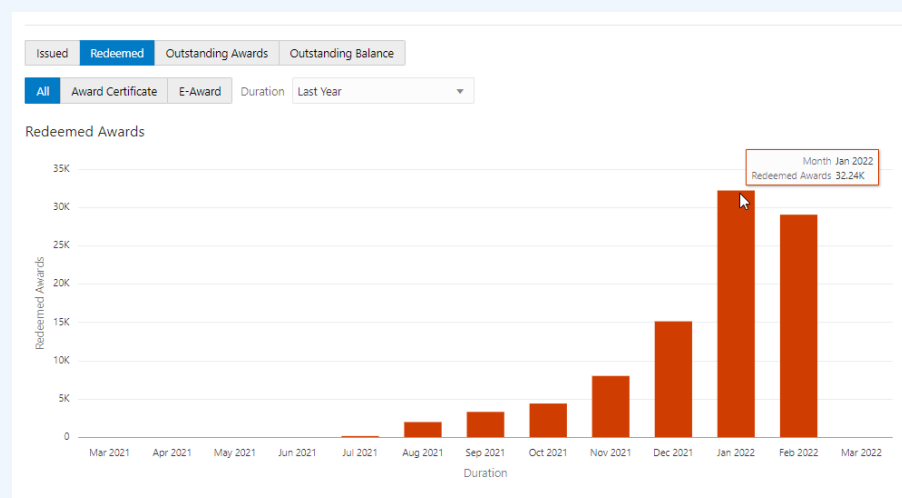 Issued Redeemed Outstanding Awards Outstanding Balance
All Award Certificate E-Award Duration Last Year
Redeemed Awards
Month Jan 2022
Redeemed Awards 32.24K
35K
30K
25K
20K
15K
10K
5K
0
Redeemed Awards
Mar 2021 Apr 2021 May 2021 Jun 2021 Jul 2021 Aug 2021 Sep 2021 Oct 2021 Nov 2021 Dec 2021 Jan 2022 Feb 2022 Mar 2022
Duration